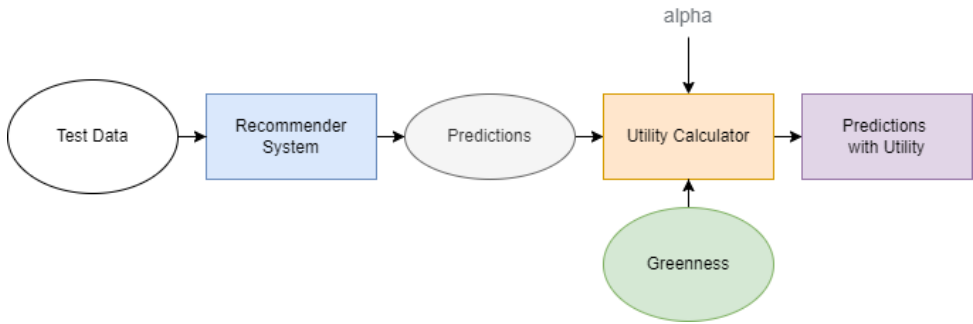 alpha
Test Data
Recommender
System
Predictions
Utility Calculator
Predictions
with Utility
Greenness